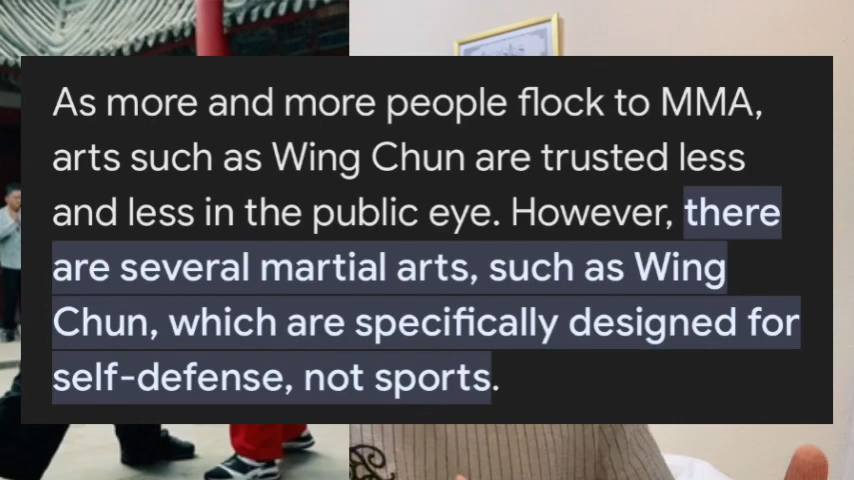 As more and more people flock to MMA,
arts such as Wing Chun are trusted less
and less in the public eye. However, there
are several martial arts, such as Wing
Chun, which are specifically designed for
self-defense, not sports.